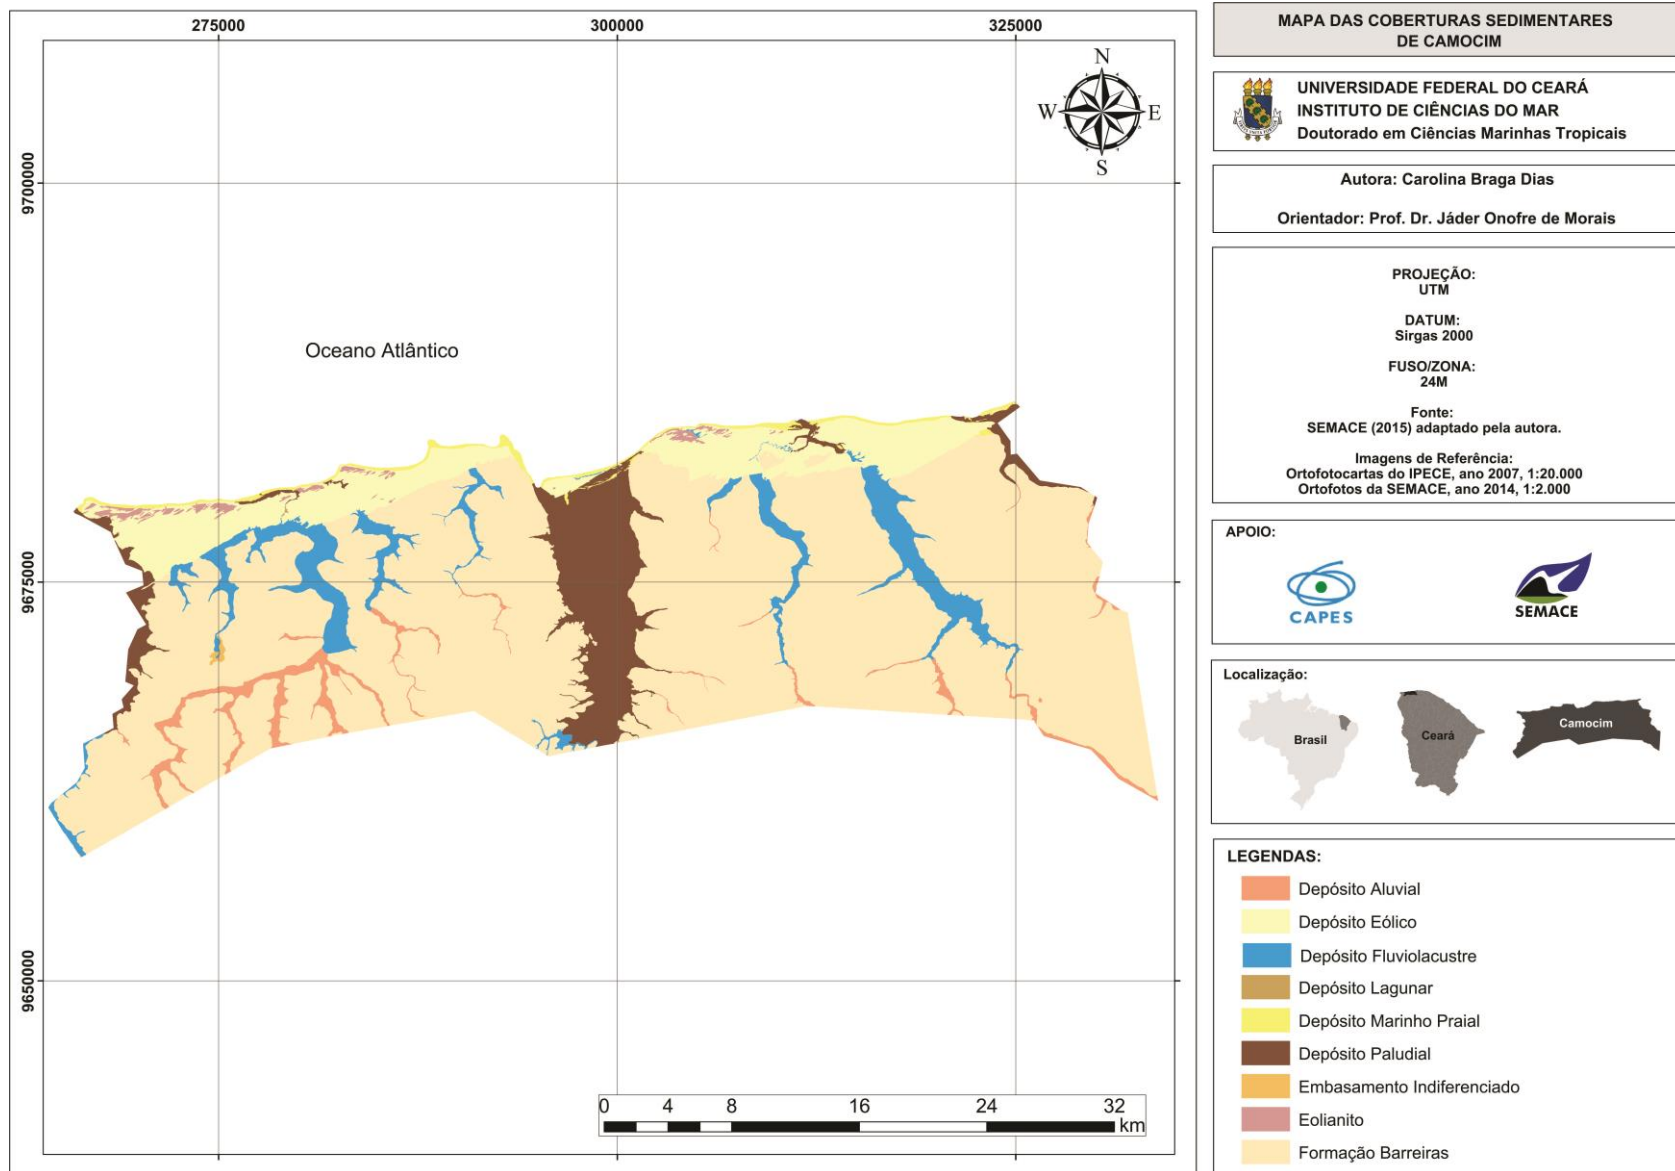 275000
300000
325000
9700000
9675000
9650000
N
W
E
S
Oceano Atlântico
0 4 8 16 24 32
km
MAPA DAS COBERTURAS SEDIMENTARES
DE CAMOCIM
UNIVERSIDADE FEDERAL DO CEARÁ
INSTITUTO DE CIÊNCIAS DO MAR
Doutorado em Ciências Marinhas Tropicais
Autora: Carolina Braga Dias
Orientador: Prof. Dr. Jáder Onofre de Morais
PROJEÇÃO:
UTM
DATUM:
Sirgas 2000
FUSO/ZONA:
24M
Fonte:
SEMACE (2015) adaptado pela autora.
Imagens de Referência:
Ortofotocartas do IPECE, ano 2007, 1:20.000
Ortofotos da SEMACE, ano 2014, 1:2.000
APOIO:
CAPES
SEMACE
Localização:
Brasil
Ceará
Camocim
LEGENDAS:
Depósito Aluvial
Depósito Eólico
Depósito Fluviolacustre
Depósito Lagunar
Depósito Marinho Praial
Depósito Paludial
Embasamento Indiferenciado
Eolianito
Formação Barreiras